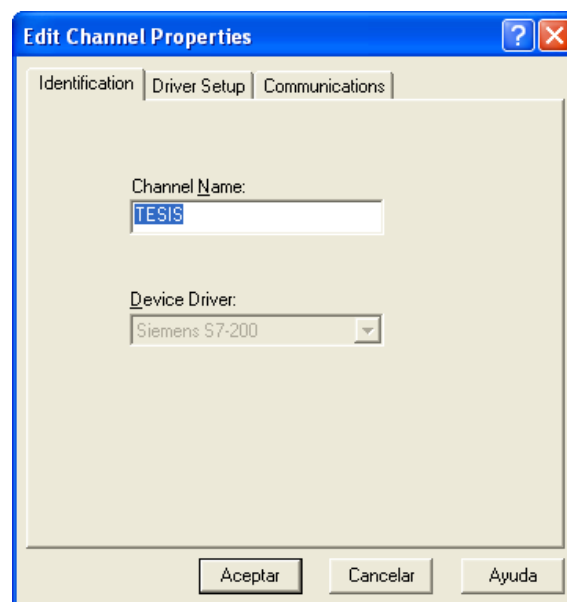 Edit Channel Properties
Identification Driver Setup Communications
Channel Name:
TESIS
Device Driver:
Siemens S7-200
Aceptar Cancelar Ayuda